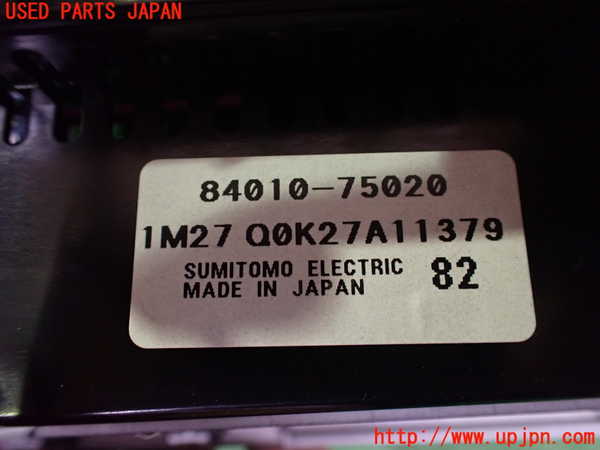 USED PARTS JAPAN
84010-75020
1M27 Q0K27A11379
SUMITOMO ELECTRIC 82
MADE IN JAPAN
http://www.upjpn.com